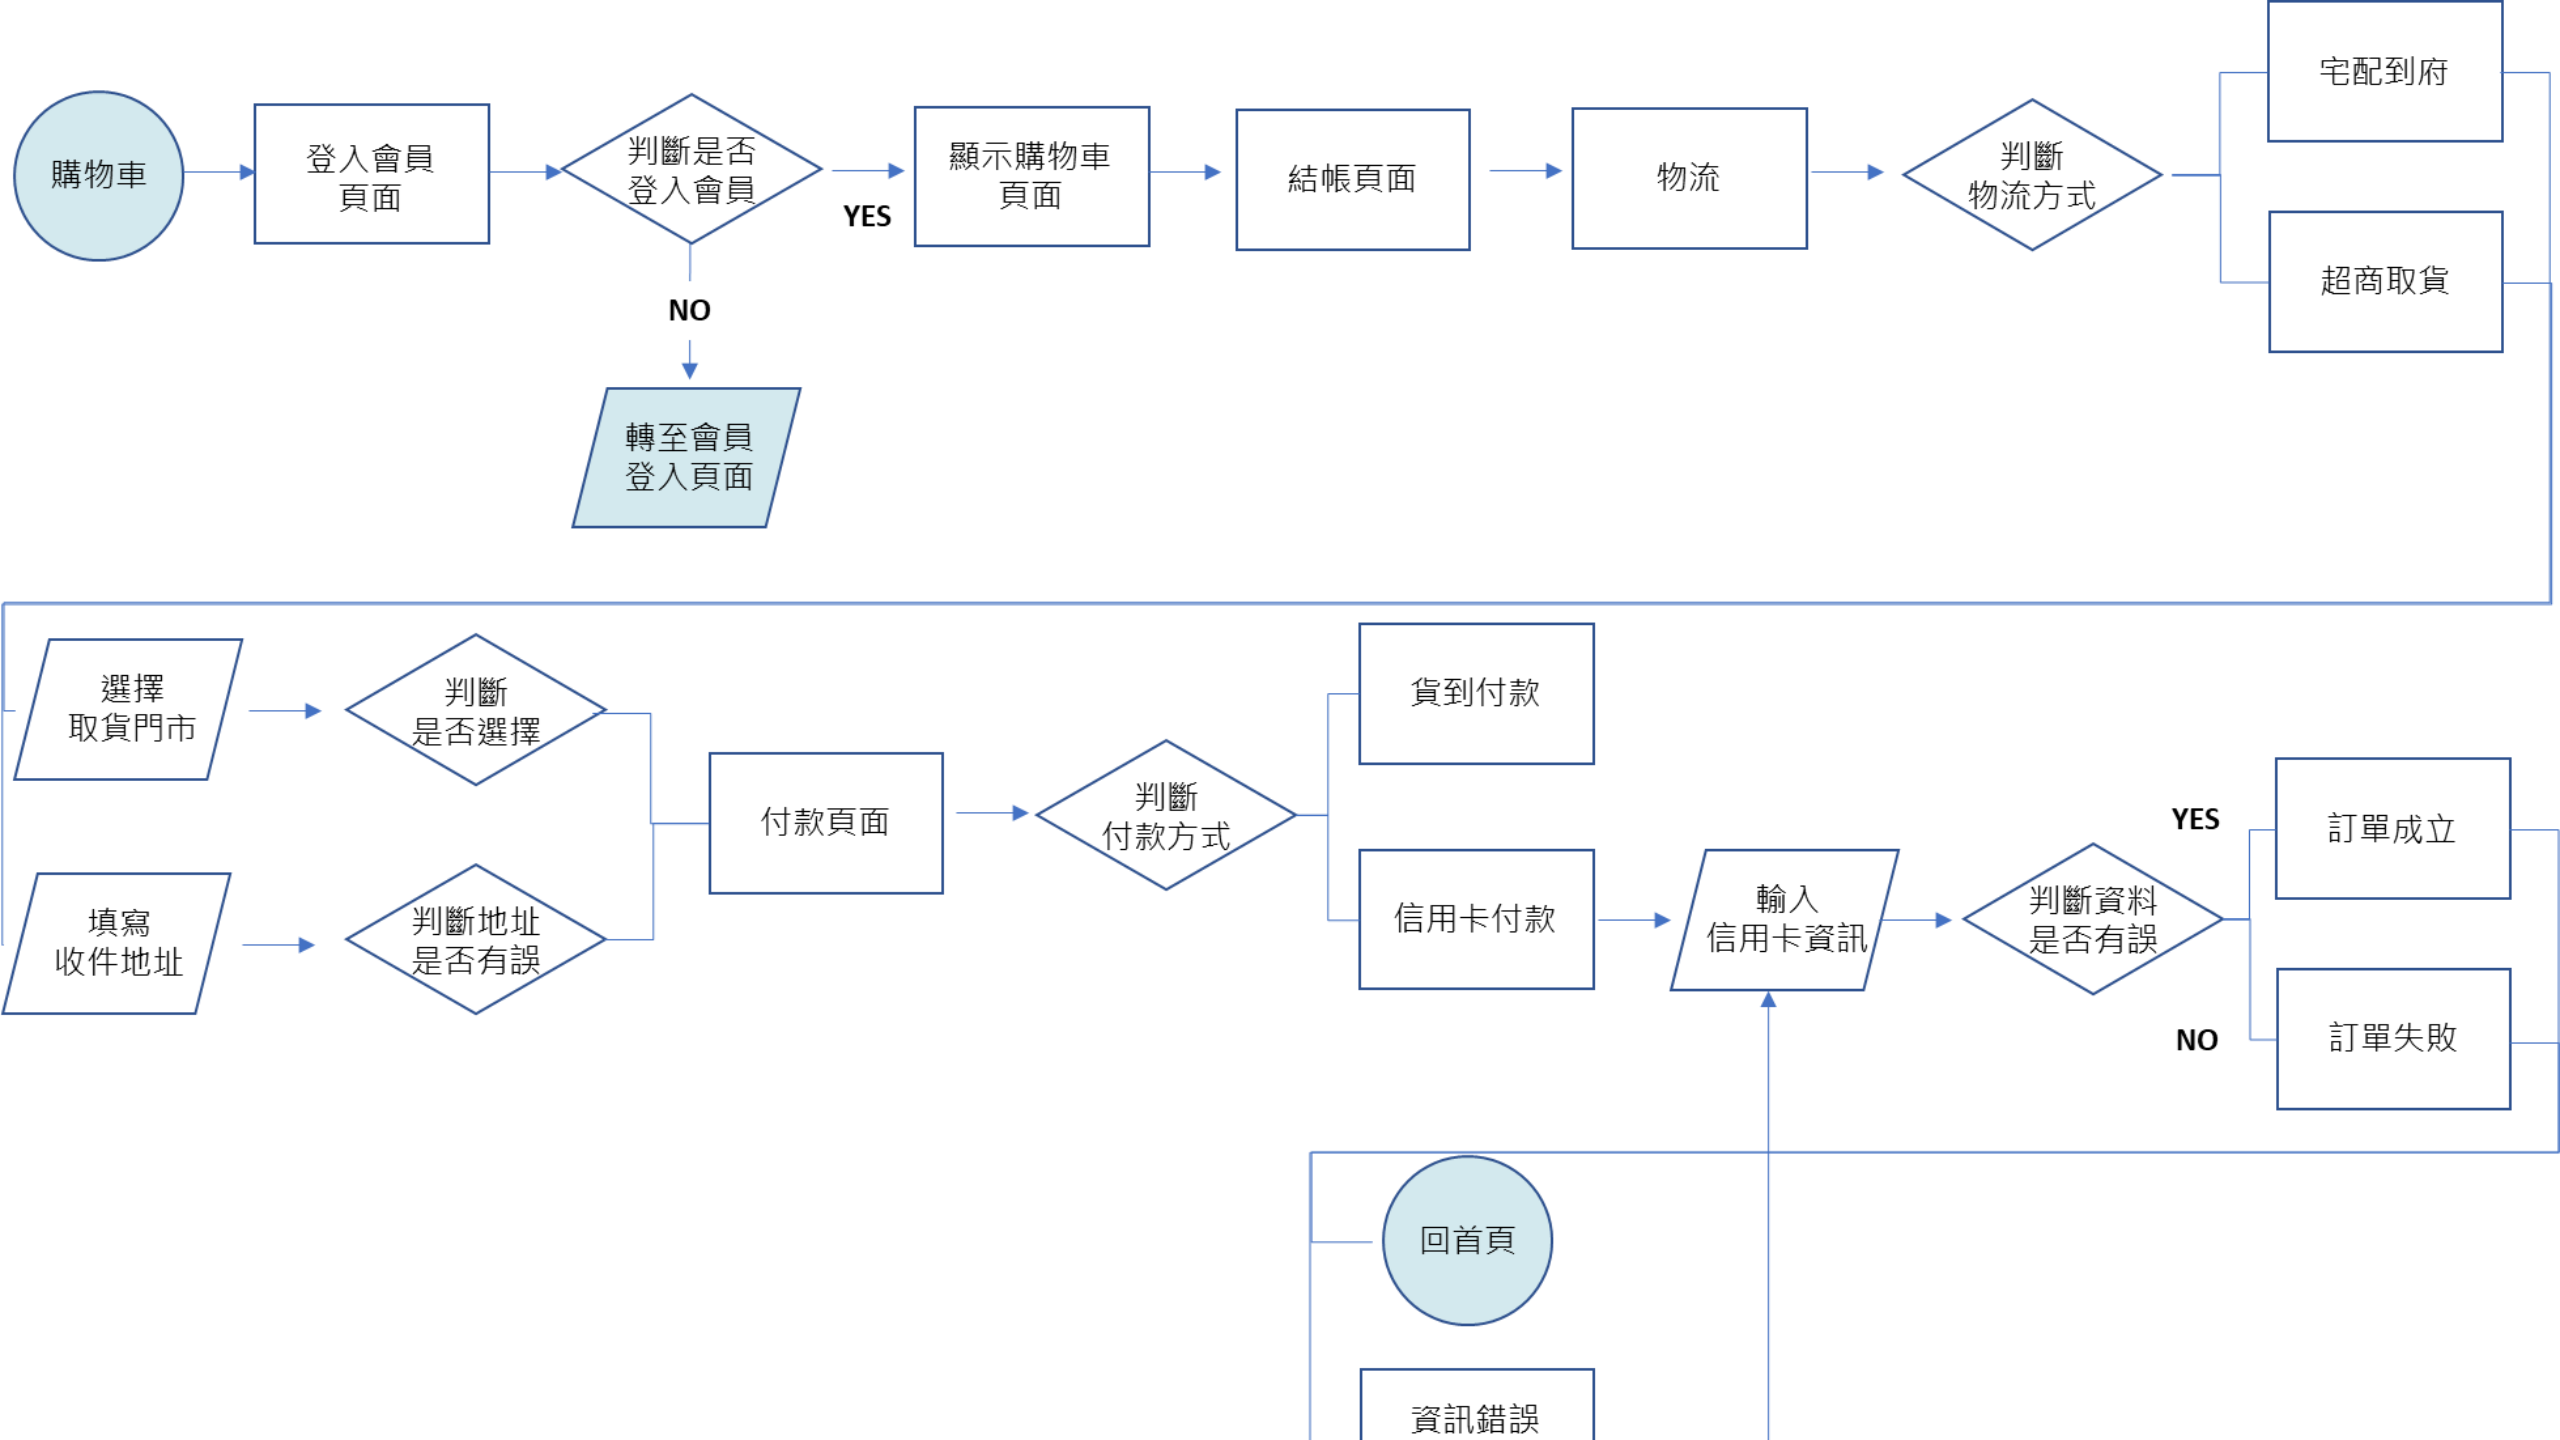 購物車
登入會員
頁面
判斷是否
登入會員
YES
顯示購物車
頁面
結帳頁面
物流
判斷
物流方式
宅配到府
超商取貨
NO
轉至會員
登入頁面
選擇
取貨門市
判斷
是否選擇
填寫
收件地址
判斷地址
是否有誤
付款頁面
判斷
付款方式
貨到付款
信用卡付款
輸入
信用卡資訊
判斷資料
是否有誤
YES
訂單成立
NO
訂單失敗
回首頁
資訊錯誤